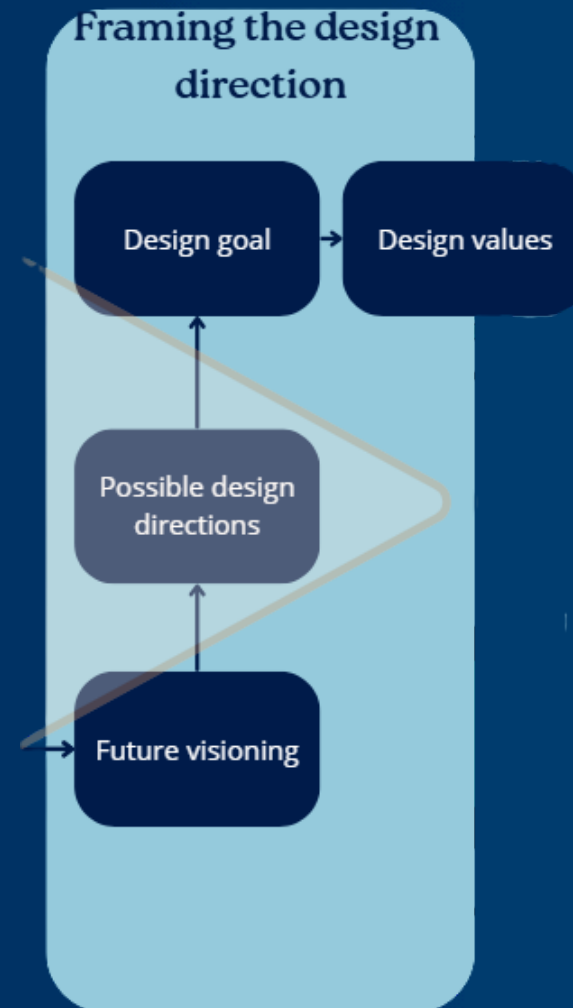 Framing the design
direction
Design goal
Design values
Possible design
directions
Future visioning